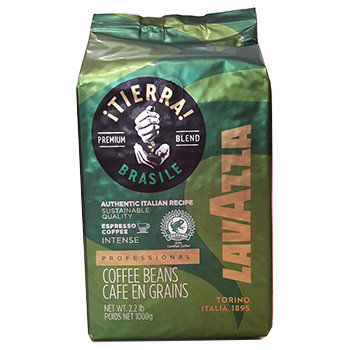 ¡TIERRA!
PREMIUM
BLEND
BRASILE
AUTHENTIC ITALIAN RECIPE
SUSTAINABLE
QUALITY
ESPRESSO
COFFEE
INTENSE
PROFESSIONAL
COFFEE BEANS
CAFE EN GRAINS
NET WT. 2.2 lb
POIDS NET 1000g
LAVAZZA
TORINO,
ITALIA, 1895.